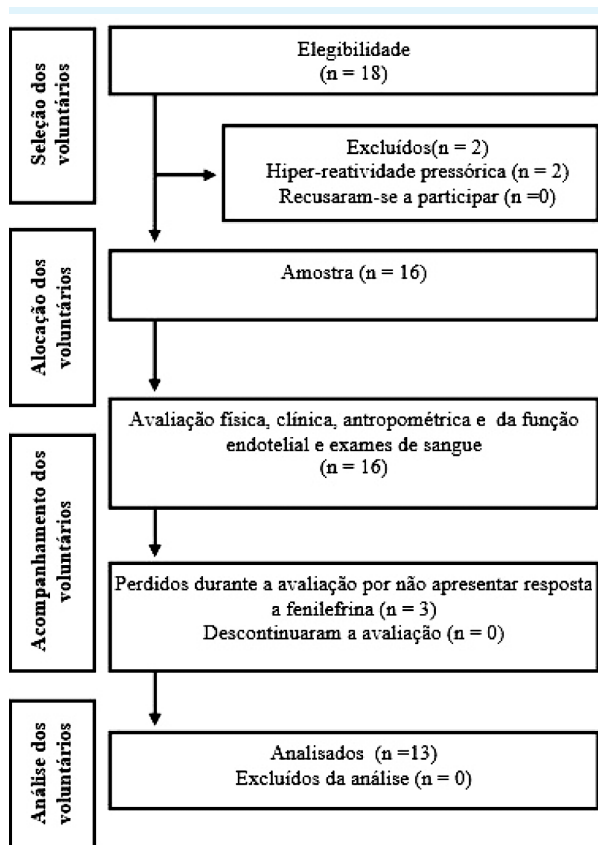 Seleção dos
voluntários
Elegibilidade
(n = 18)
Excluídos(n = 2)
Hiper-reatividade pressórica (n = 2)
Recusaram-se a participar (n =0)
Alocação dos
voluntários
Amostra (n = 16)
Avaliação física, clínica, antropométrica e da função
endotelial e exames de sangue
(n = 16)
Acompanhamento dos
voluntários
Perdidos durante a avaliação por não apresentar resposta
a fenilefrina (n = 3)
Descontinuaram a avaliação (n = 0)
Análise dos
voluntários
Analisados (n =13)
Excluídos da análise (n = 0)